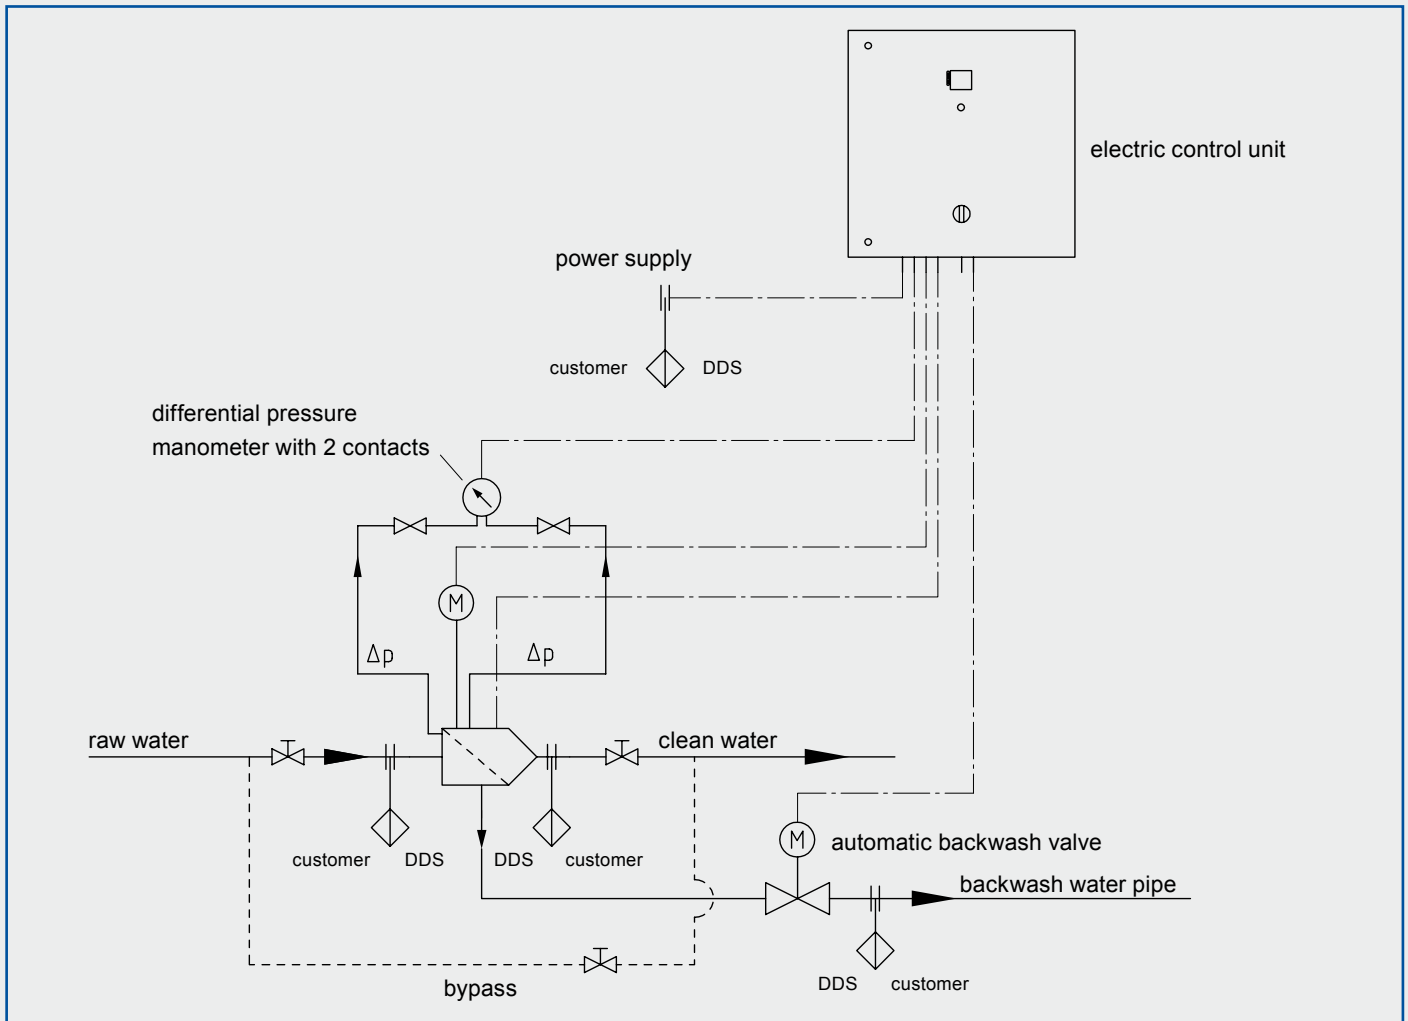 electric control unit
power supply
customer DDS
differential pressure
manometer with 2 contacts
M
Δp Δp
raw water clean water
M automatic backwash valve
customer DDS DDS customer
backwash water pipe
bypass
DDS customer